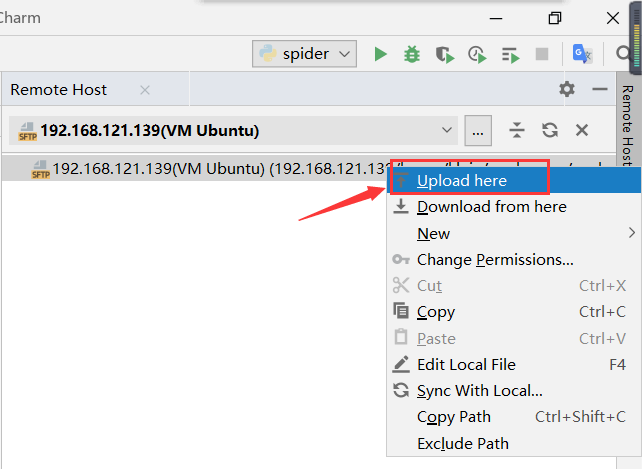 Charm
spider
Remote Host
SFTP
192.168.121.139(VM Ubuntu)
...
SFTP
192.168.121.139(VM Ubuntu) (192.168.121.13
Remote Host
Upload here
Download from here
New
Change Permissions...
Cut Ctrl+X
Copy Ctrl+C
Paste Ctrl+V
Edit Local File F4
Sync With Local...
Copy Path Ctrl+Shift+C
Exclude Path